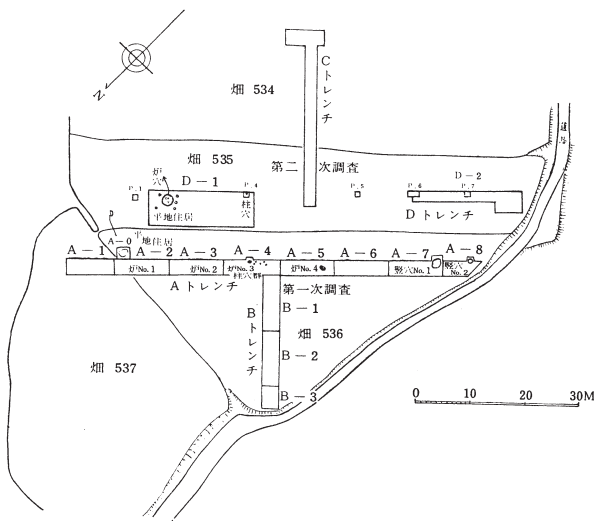 Cトレンチ
N
畑 534
道路
畑 535
第二次調査
炉穴
D－1
D－2
P.1
P.4
P.5
P.6
P.7
柱穴
平地住居
Dトレンチ
平地住居
A－0
A－1
A－2
A－3
A－4
A－5
A－6
A－7
A－8
炉No.1
炉No.2
炉No.3
柱穴群
炉No.4
竪穴No.1
竪穴No.2
Aトレンチ
第一次調査
Bトレンチ
B－1
畑 536
B－2
畑 537
B－3
0 10 20 30M